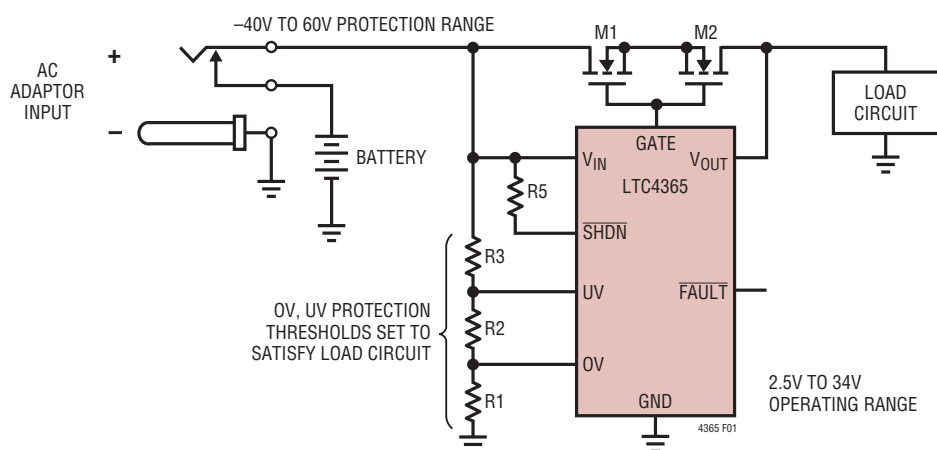 –40V TO 60V PROTECTION RANGE
M1
M2
+
AC
ADAPTOR
INPUT
–
BATTERY
LOAD
CIRCUIT
GATE
VIN
VOUT
LTC4365
R5
SHDN
R3
UV
FAULT
OV, UV PROTECTION
THRESHOLDS SET TO
SATISFY LOAD CIRCUIT
R2
OV
R1
GND
2.5V TO 34V
OPERATING RANGE
4365 F01